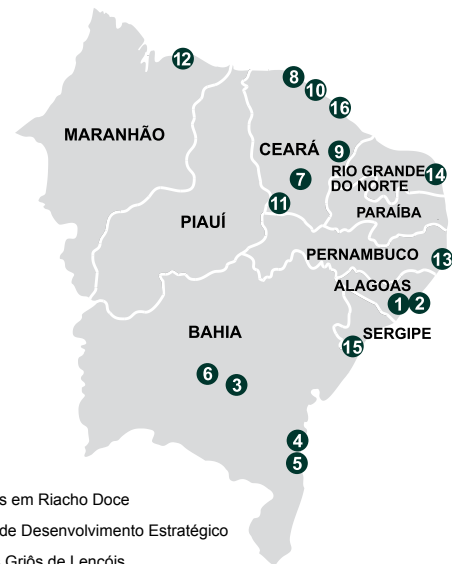 12
8
10
16
MARANHÃO
CEARÁ 9
RIO GRANDE
DO NORTE 14
7
11
PARAÍBA
PIAUÍ
PERNAMBUCO 13
ALAGOAS
1 2
BAHIA
SERGIPE
15
6
3
4
5
s em Riacho Doce
de Desenvolvimento Estratégico
Griôs de Lençóis